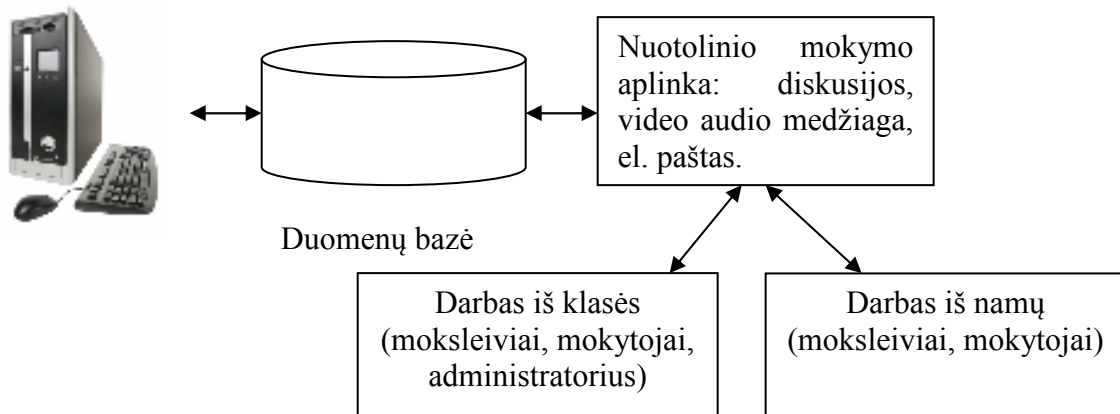 Nuotolinio mokymo
aplinka: diskusijos,
video audio medžiaga,
el. paštas.
Duomenų bazė
Darbas iš klasės
(moksleiviai, mokytojai,
administratorius)
Darbas iš namų
(moksleiviai, mokytojai)